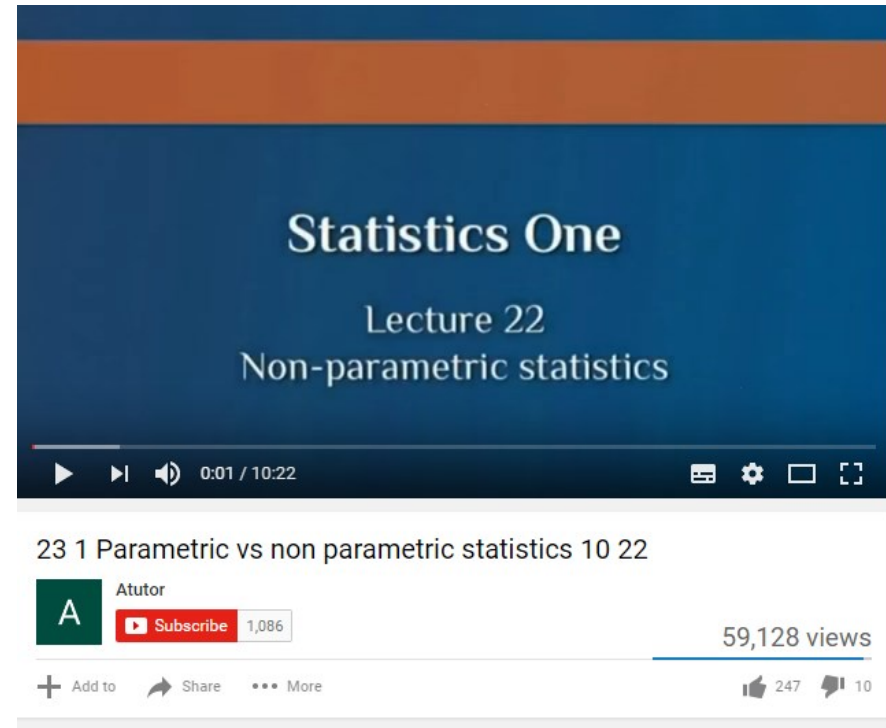 Statistics One
Lecture 22
Non-parametric statistics
0:01 / 10:22
23 1 Parametric vs non parametric statistics 10 22
A
Atutor
Subscribe 1,086
59,128 views
Add to Share More
247 10